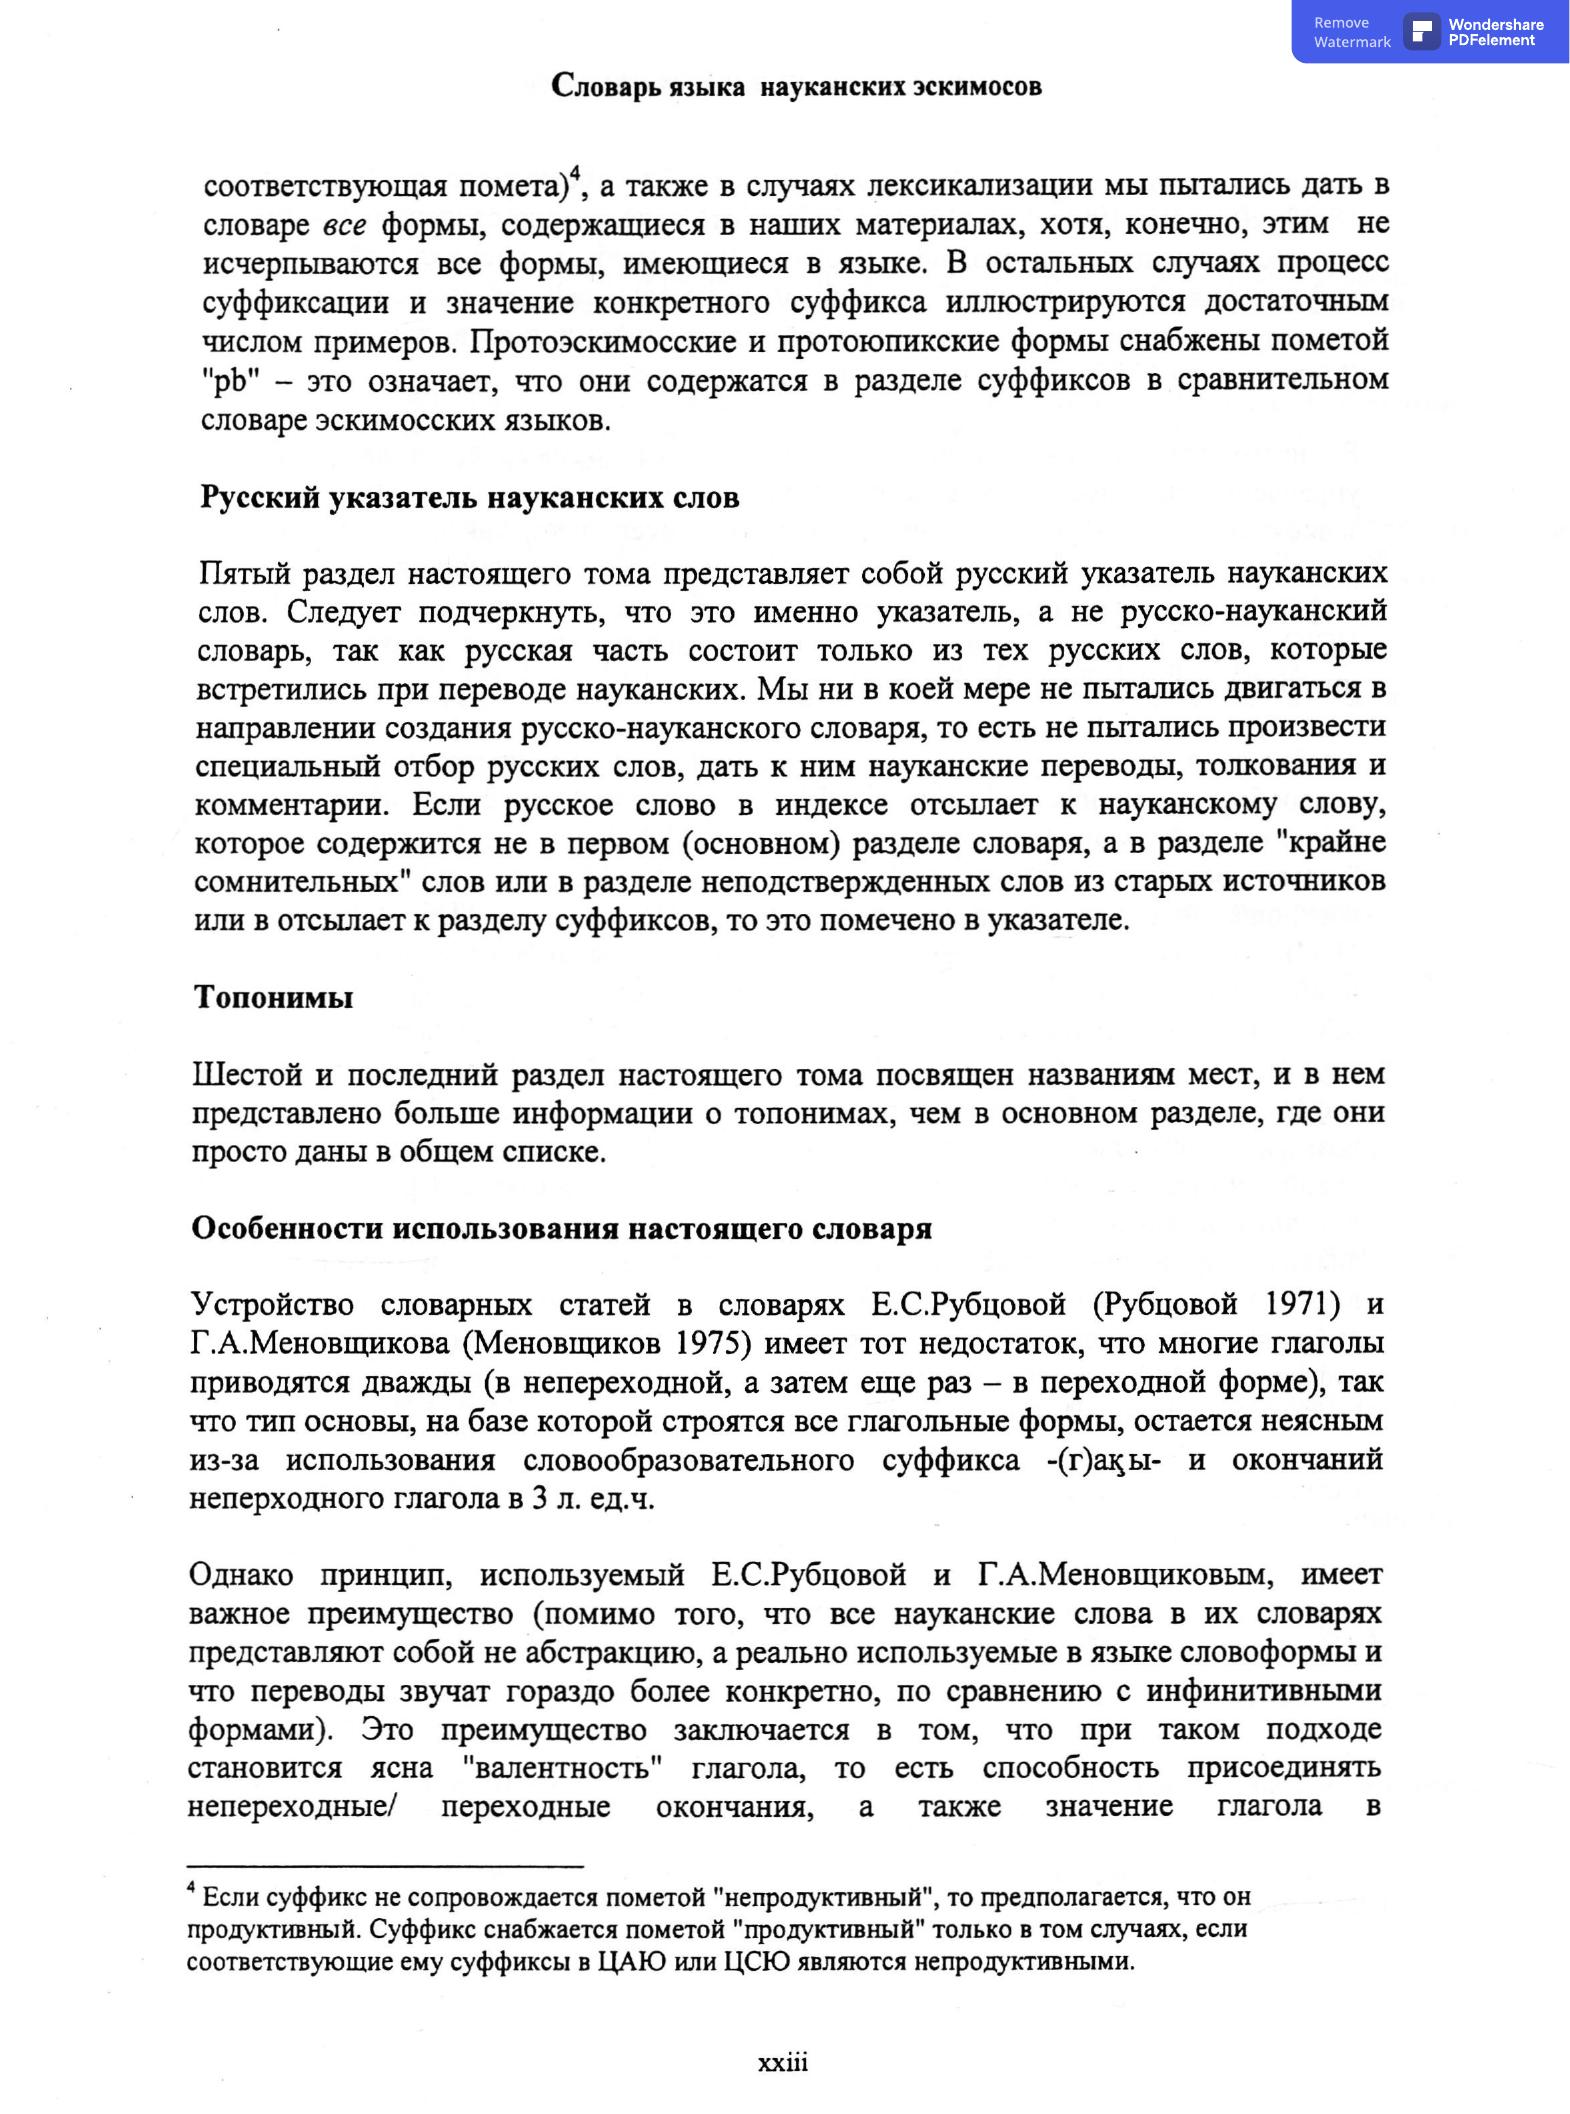 Remove
Watermark
Wondershare
PDFelement
Словарь языка науканских эскимосов
соответствующая помета)⁴, а также в случаях лексикализации мы пытались дать в
словаре все формы, содержащиеся в наших материалах, хотя, конечно, этим не
исчерпываются все формы, имеющиеся в языке. В остальных случаях процесс
суффиксации и значение конкретного суффикса иллюстрируются достаточным
числом примеров. Протоэскимосские и протоюпикские формы снабжены пометой
"pb" – это означает, что они содержатся в разделе суффиксов в сравнительном
словаре эскимосских языков.
Русский указатель науканских слов
Пятый раздел настоящего тома представляет собой русский указатель науканских
слов. Следует подчеркнуть, что это именно указатель, а не русско-науканский
словарь, так как русская часть состоит только из тех русских слов, которые
встретились при переводе науканских. Мы ни в коей мере не пытались двигаться в
направлении создания русско-науканского словаря, то есть не пытались произвести
специальный отбор русских слов, дать к ним науканские переводы, толкования и
комментарии. Если русское слово в индексе отсылает к науканскому слову,
которое содержится не в первом (основном) разделе словаря, а в разделе "крайне
сомнительных" слов или в разделе неподствержденных слов из старых источников
или в отсылает к разделу суффиксов, то это помечено в указателе.
Топонимы
Шестой и последний раздел настоящего тома посвящен названиям мест, и в нем
представлено больше информации о топонимах, чем в основном разделе, где они
просто даны в общем списке.
Особенности использования настоящего словаря
Устройство словарных статей в словарях Е.С.Рубцовой (Рубцовой 1971) и
Г.А.Меновщикова (Меновщиков 1975) имеет тот недостаток, что многие глаголы
приводятся дважды (в непереходной, а затем еще раз – в переходной форме), так
что тип основы, на базе которой строятся все глагольные формы, остается неясным
из-за использования словообразовательного суффикса -(г)ақы- и окончаний
неперходного глагола в 3 л. ед.ч.
Однако принцип, используемый Е.С.Рубцовой и Г.А.Меновщиковым, имеет
важное преимущество (помимо того, что все науканские слова в их словарях
представляют собой не абстракцию, а реально используемые в языке словоформы и
что переводы звучат гораздо более конкретно, по сравнению с инфинитивными
формами). Это преимущество заключается в том, что при таком подходе
становится ясна "валентность" глагола, то есть способность присоединять
непереходные/ переходные окончания, а также значение глагола в
⁴ Если суффикс не сопровождается пометой "непродуктивный", то предполагается, что он
продуктивный. Суффикс снабжается пометой "продуктивный" только в том случаях, если
соответствующие ему суффиксы в ЦАЮ или ЦСЮ являются непродуктивными.
xxiii